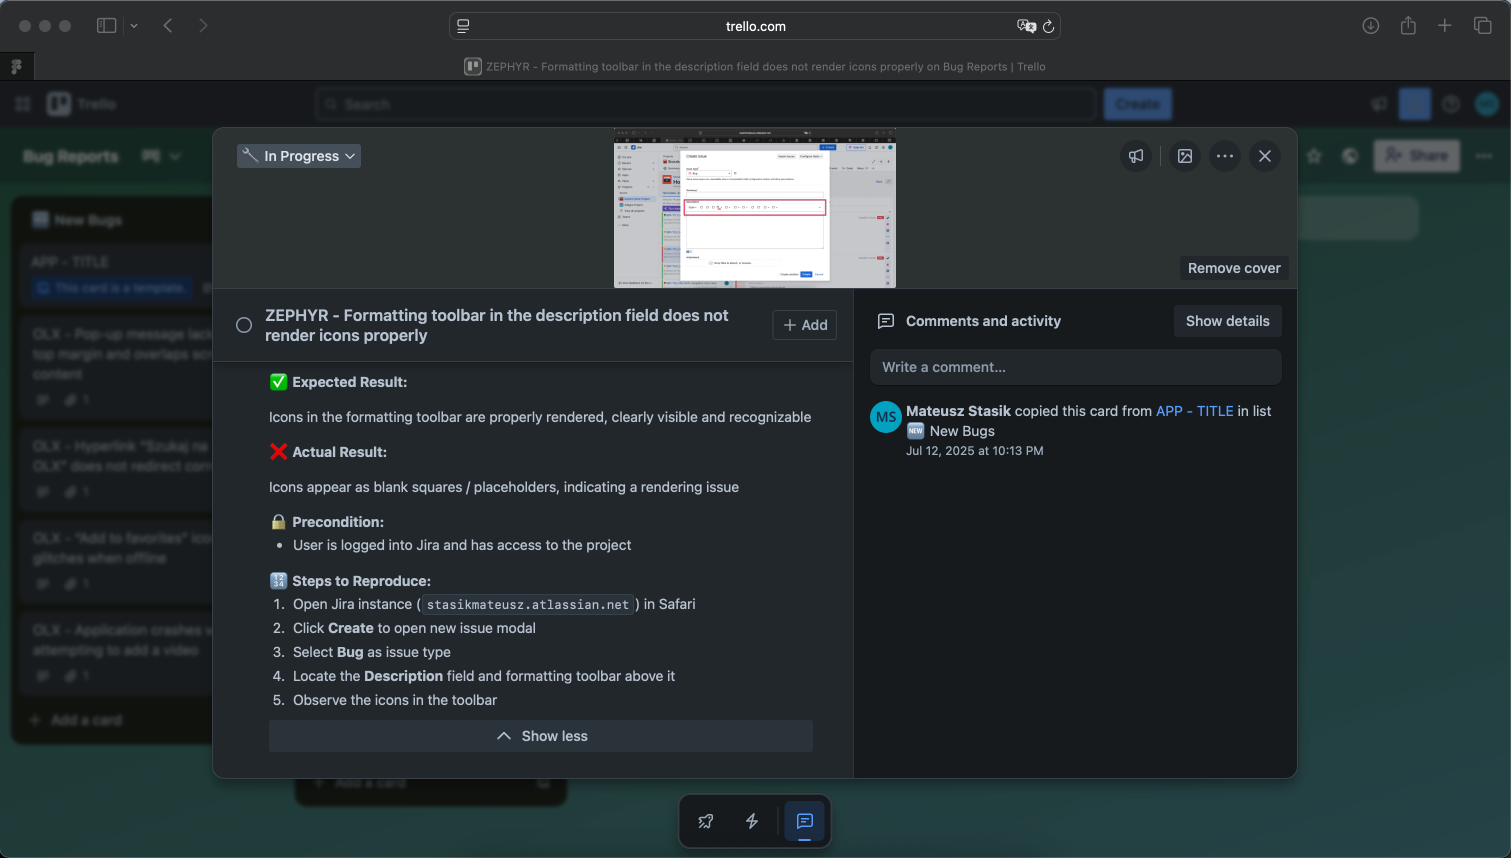 trello.com
ZEPHYR - Formatting toolbar in the description field does not render icons properly on Bug Reports | Trello
Trello
Search
Create
Bug Reports
Share
In Progress
Remove cover
New Bugs
APP - TITLE
This card is a template.
OLX - Pop-up message lack
top margin and overlaps scr
content
1
OLX - Hyperlink "Szukaj na
OLX" does not redirect corr
1
OLX - "Add to favorites" ico
glitches when offline
1
OLX - Application crashes w
attempting to add a video
1
Add a card
ZEPHYR - Formatting toolbar in the description field does not
render icons properly
Add
✅ Expected Result:
Icons in the formatting toolbar are properly rendered, clearly visible and recognizable
❌ Actual Result:
Icons appear as blank squares / placeholders, indicating a rendering issue
🔒 Precondition:
• User is logged into Jira and has access to the project
🔢 Steps to Reproduce:
1. Open Jira instance ( stasikmateusz.atlassian.net ) in Safari
2. Click Create to open new issue modal
3. Select Bug as issue type
4. Locate the Description field and formatting toolbar above it
5. Observe the icons in the toolbar
Show less
Comments and activity
Show details
Write a comment...
MS
Mateusz Stasik copied this card from APP - TITLE in list
🆕 New Bugs
Jul 12, 2025 at 10:13 PM
Add a card